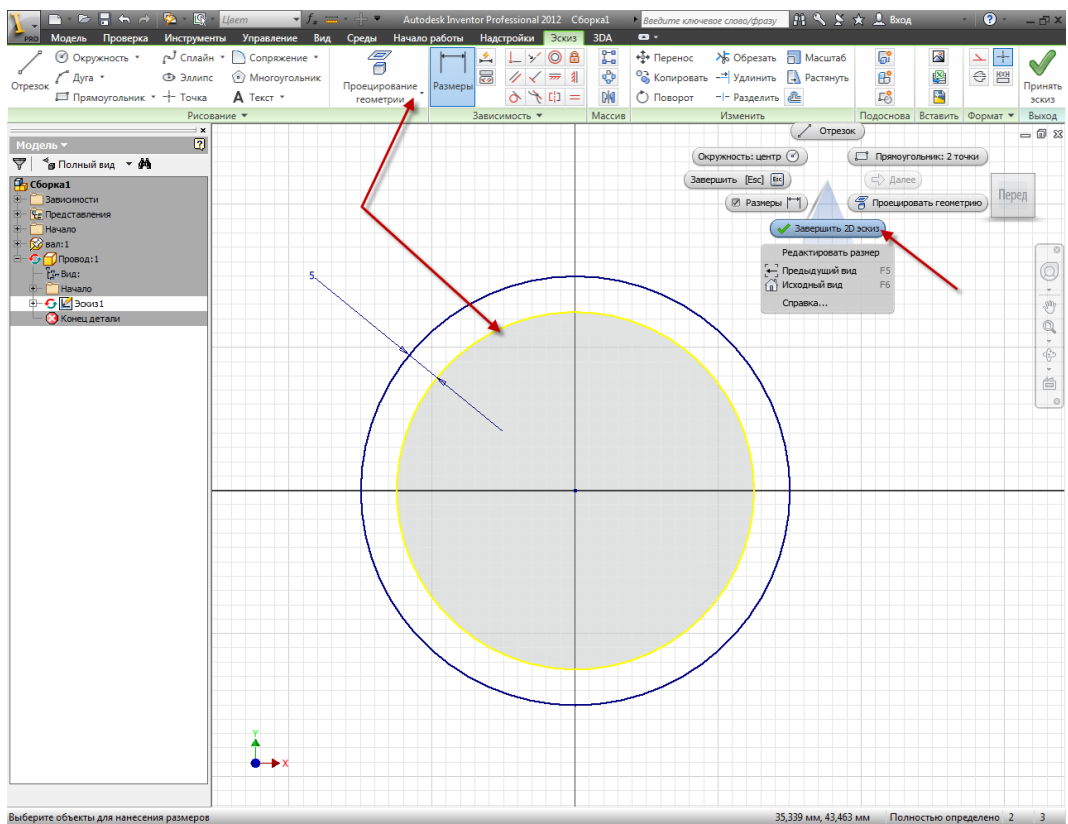 PRO
Цвет
Autodesk Inventor Professional 2012 Сборка1
Введите ключевое слово/фразу
Вход
Модель Проверка Инструменты Управление Вид Среды Начало работы Надстройки Эскиз 3DA
Отрезок
Окружность
Дуга
Прямоугольник
Сплайн
Эллипс
Точка
Сопряжение
Многоугольник
A Текст
Проецирование геометрии
Размеры
Перенос
Копировать
Поворот
Обрезать
Удлинить
Разделить
Масштаб
Растянуть
Принять эскиз
Рисование
Зависимость
Массив
Изменить
Подоснова
Вставить
Формат
Выход
Модель
Полный вид
Сборка1
Зависимости
Представления
Начало
вал:1
Провод:1
Вид:
Начало
Эскиз1
Конец детали
Отрезок
Окружность: центр
Прямоугольник: 2 точки
Завершить [Esc] Esc
Далее
Размеры
Проецировать геометрию
Завершить 2D эскиз
Редактировать размер
Предыдущий вид F5
Исходный вид F6
Справка...
Перед
5
Y
X
Выберите объекты для нанесения размеров
35,339 мм, 43,463 мм Полностью определено 2 3